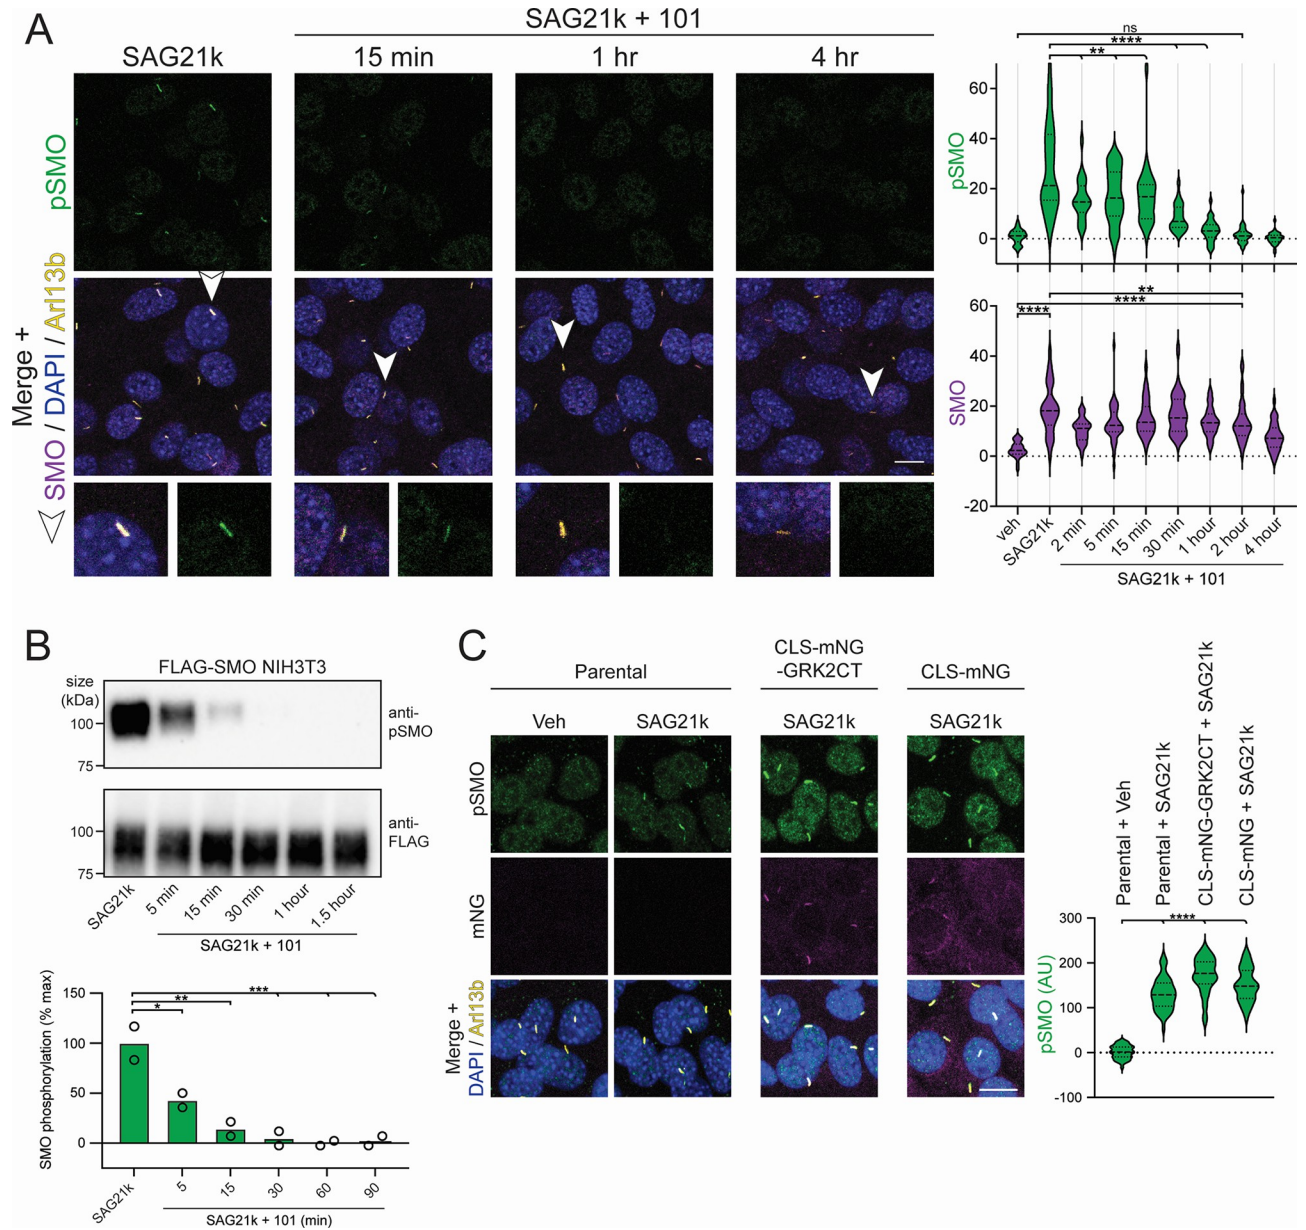 A
SAG21k + 101
SAG21k
15 min
1 hr
4 hr
pSMO
Merge +
SMO / DAPI / Arl13b
ns
****
**
60
40
20
0
pSMO
**
****
****
60
40
20
0
-20
SMO
veh
SAG21k
2 min
5 min
15 min
30 min
1 hour
2 hour
4 hour
SAG21k + 101
B
FLAG-SMO NIH3T3
size
(kDa)
100
75
anti-
pSMO
100
75
anti-
FLAG
SAG21k
5 min
15 min
30 min
1 hour
1.5 hour
SAG21k + 101
SMO phosphorylation (% max)
150
100
50
0
***
**
*
SAG21k
5
15
30
60
90
SAG21k + 101 (min)
C
Parental
CLS-mNG
-GRK2CT
CLS-mNG
Veh
SAG21k
SAG21k
SAG21k
pSMO
mNG
Merge +
DAPI / Arl13b
Parental + Veh
Parental + SAG21k
CLS-mNG-GRK2CT + SAG21k
CLS-mNG + SAG21k
****
300
200
100
0
-100
pSMO (AU)